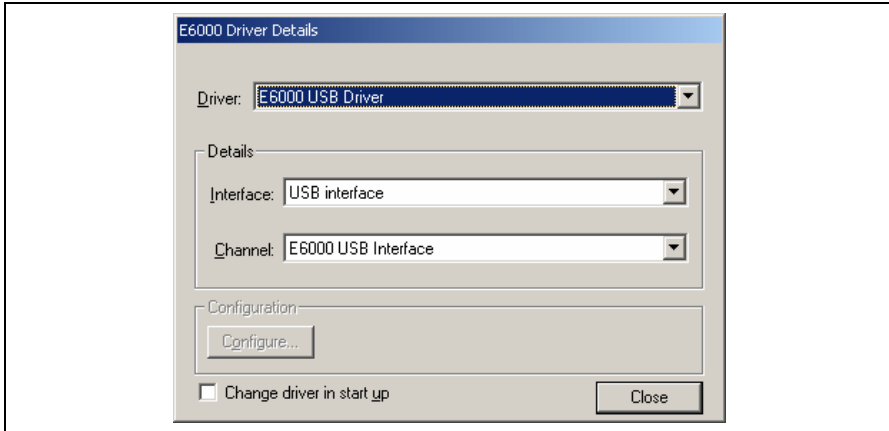 E6000 Driver Details
Driver: E6000 USB Driver
Details
Interface: USB interface
Channel: E6000 USB Interface
Configuration
Configure...
Change driver in start up
Close